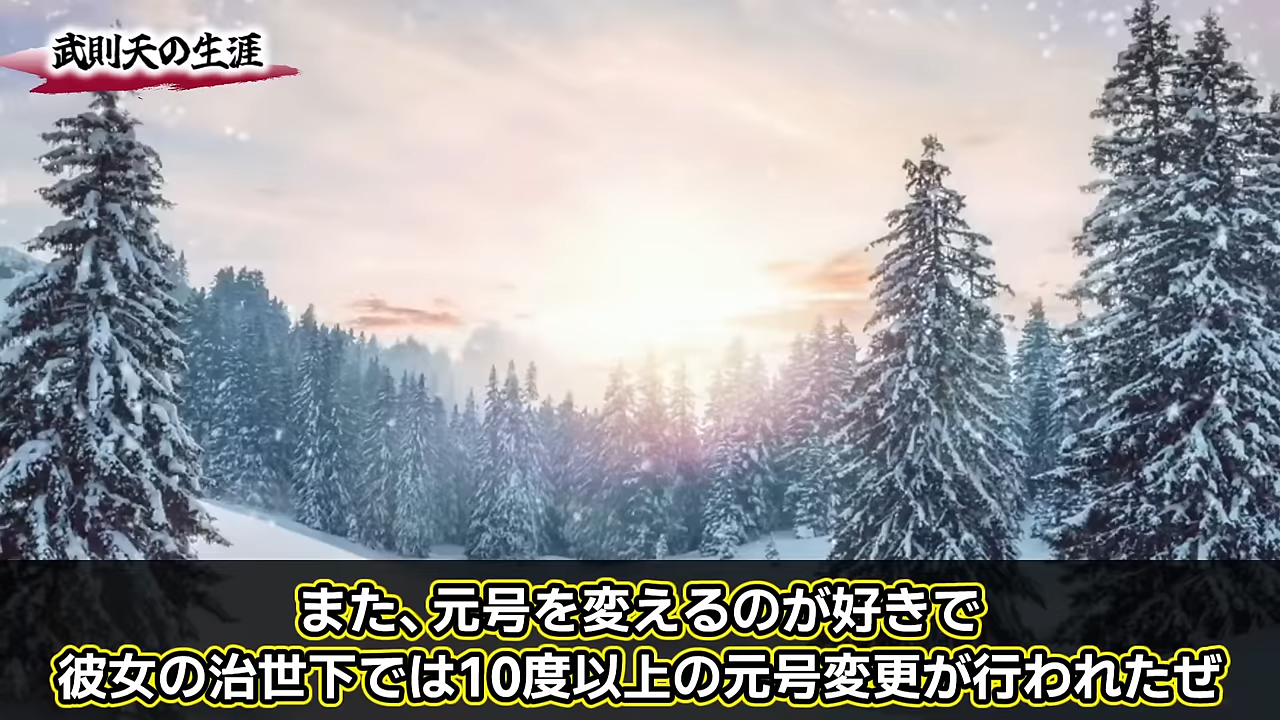 武則天の生涯
また、元号を変えるのが好きで
彼女の治世下では10度以上の元号変更が行われたぜ